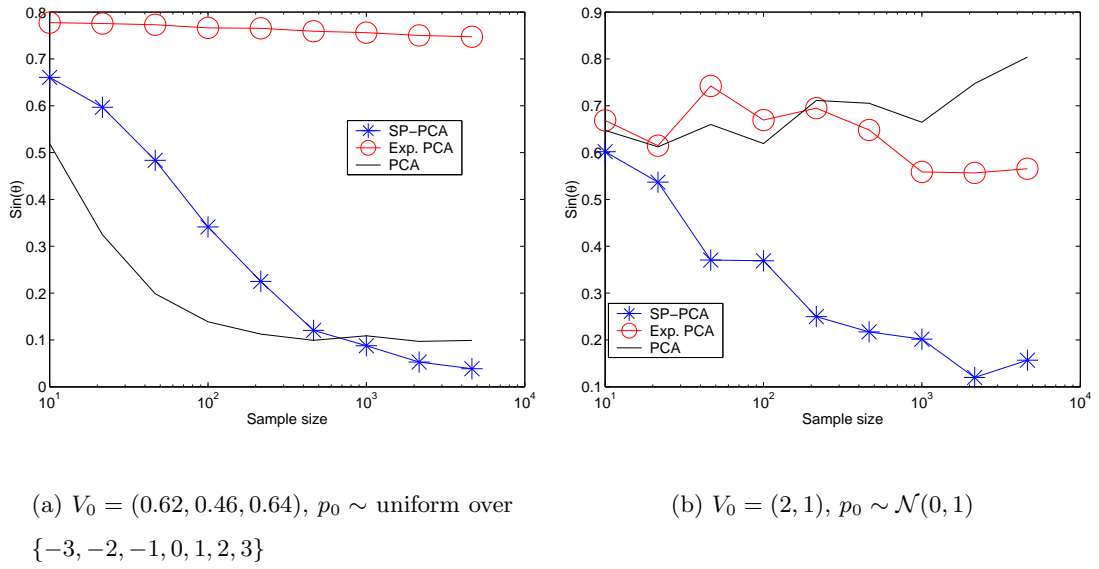 0.8
0.7
0.6
0.5
0.4
0.3
0.2
0.1
0
Sin(θ)
10^1
10^2
10^3
10^4
Sample size
SP−PCA
Exp. PCA
PCA
0.9
0.8
0.7
0.6
0.5
0.4
0.3
0.2
0.1
Sin(θ)
10^1
10^2
10^3
10^4
Sample size
SP−PCA
Exp. PCA
PCA
(a) V_0 = (0.62, 0.46, 0.64), p_0 ∼ uniform over
{−3, −2, −1, 0, 1, 2, 3}
(b) V_0 = (2, 1), p_0 ∼ 𝒩(0, 1)